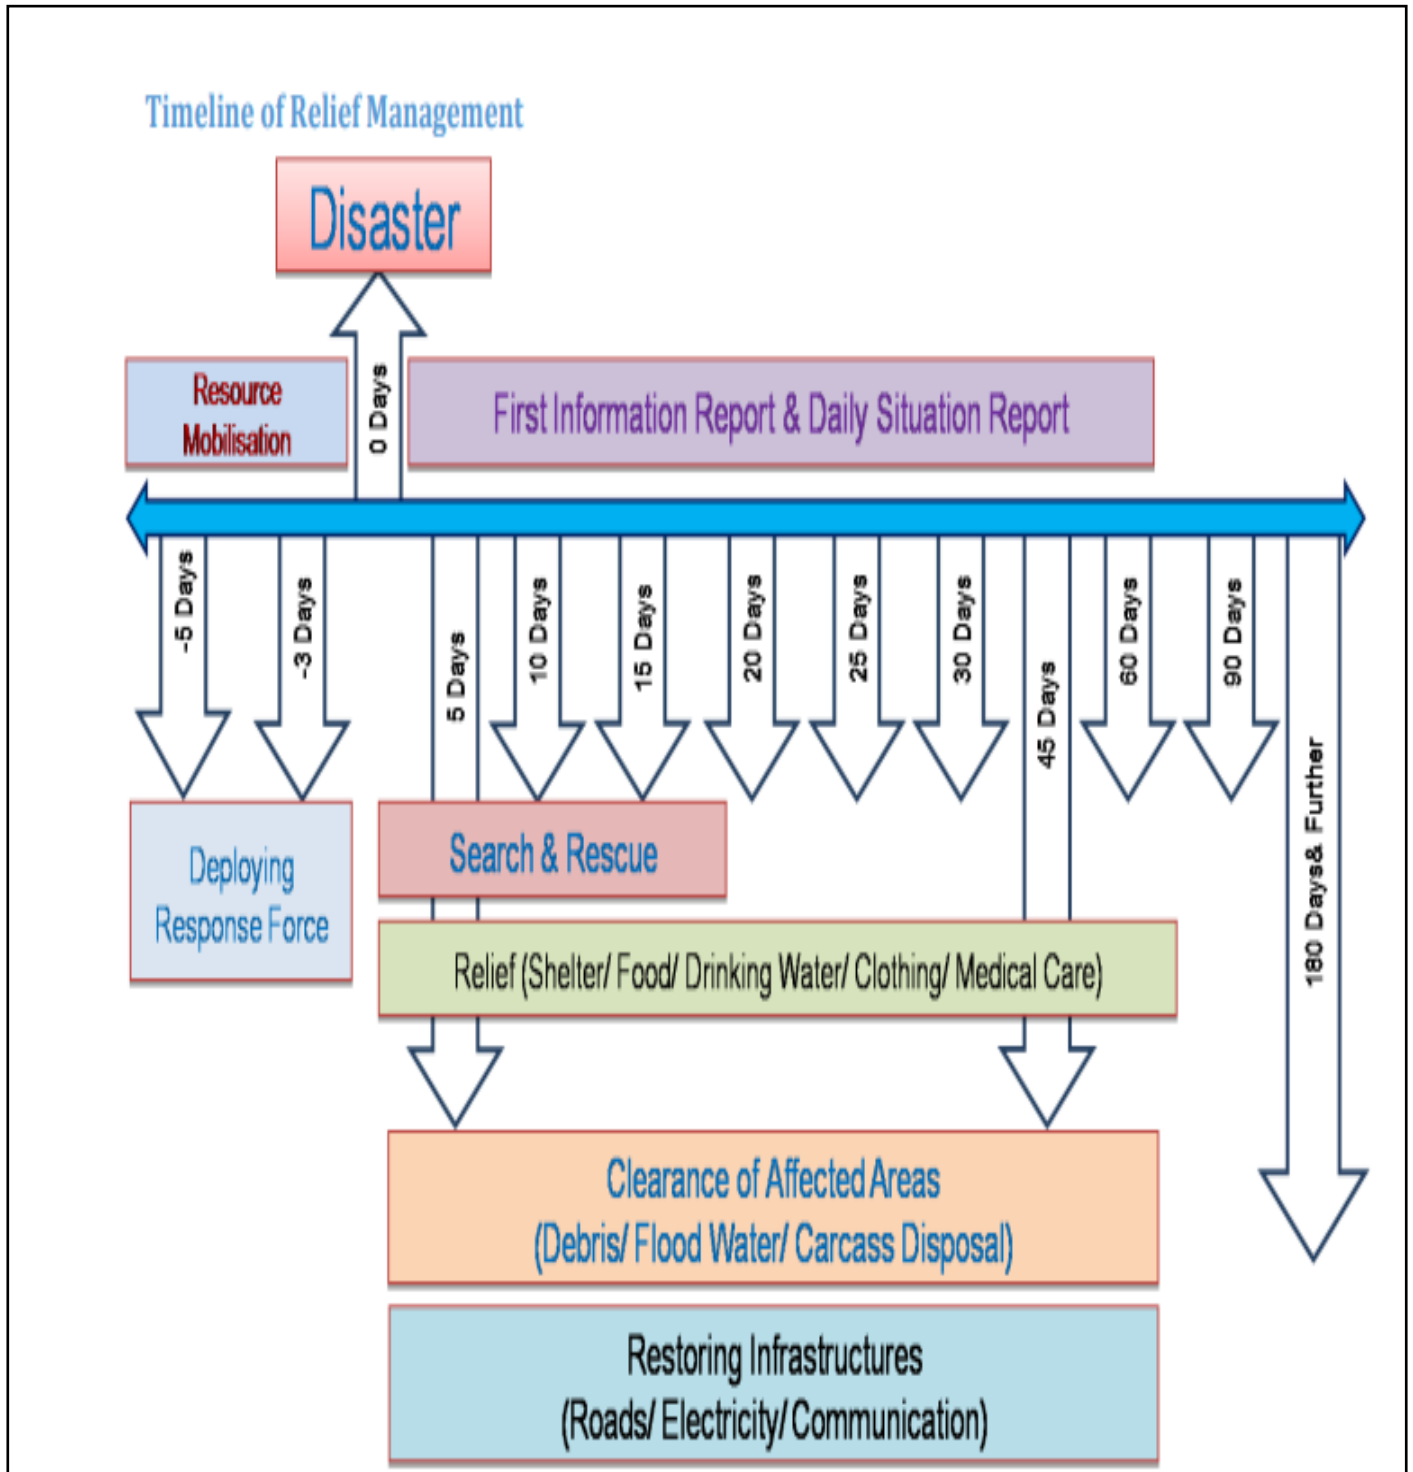 Timeline of Relief Management
Disaster
Resource
Mobilisation
0 Days
First Information Report & Daily Situation Report
-5 Days
-3 Days
5 Days
10 Days
15 Days
20 Days
25 Days
30 Days
45 Days
60 Days
90 Days
180 Days& Further
Deploying
Response Force
Search & Rescue
Relief (Shelter/ Food/ Drinking Water/ Clothing/ Medical Care)
Clearance of Affected Areas
(Debris/ Flood Water/ Carcass Disposal)
Restoring Infrastructures
(Roads/ Electricity/ Communication)